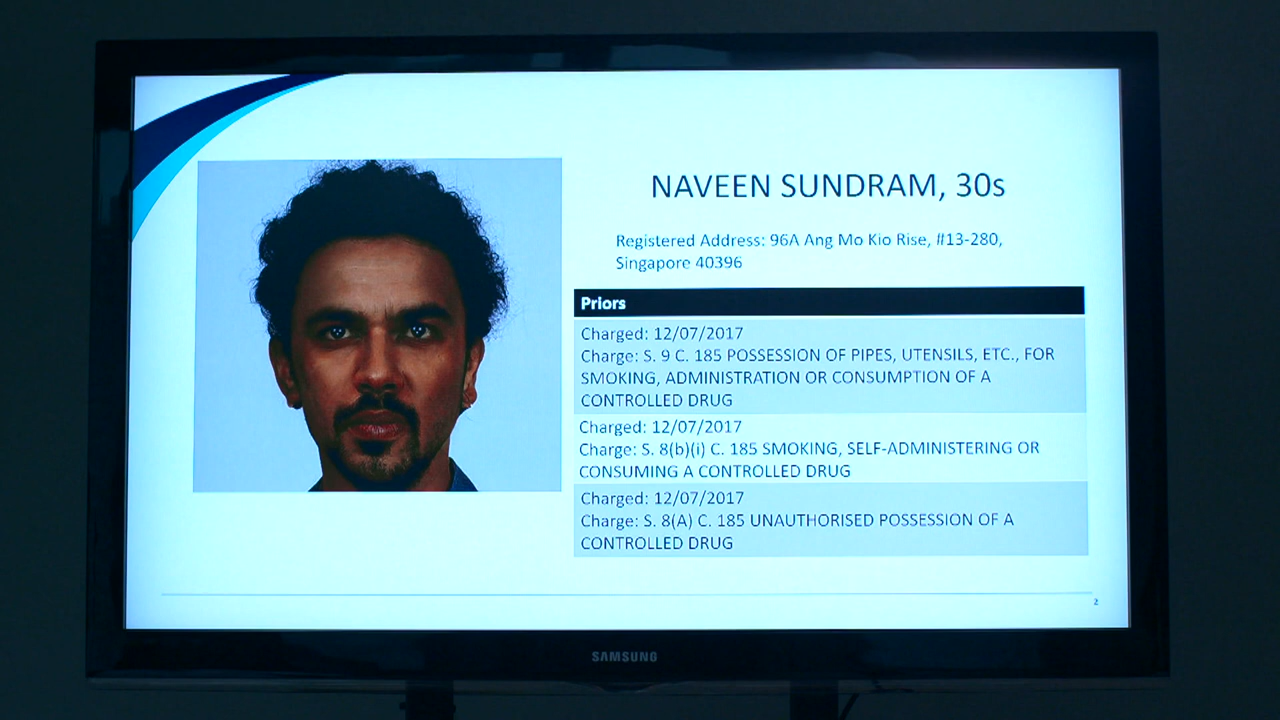 NAVEEN SUNDRAM, 30s
Registered Address: 96A Ang Mo Kio Rise, #13-280,
Singapore 40396
Priors
Charged: 12/07/2017
Charge: S. 9 C. 185 POSSESSION OF PIPES, UTENSILS, ETC., FOR
SMOKING, ADMINISTRATION OR CONSUMPTION OF A
CONTROLLED DRUG
Charged: 12/07/2017
Charge: S. 8(b)(i) C. 185 SMOKING, SELF-ADMINISTERING OR
CONSUMING A CONTROLLED DRUG
Charged: 12/07/2017
Charge: S. 8(A) C. 185 UNAUTHORISED POSSESSION OF A
CONTROLLED DRUG
2
SAMSUNG